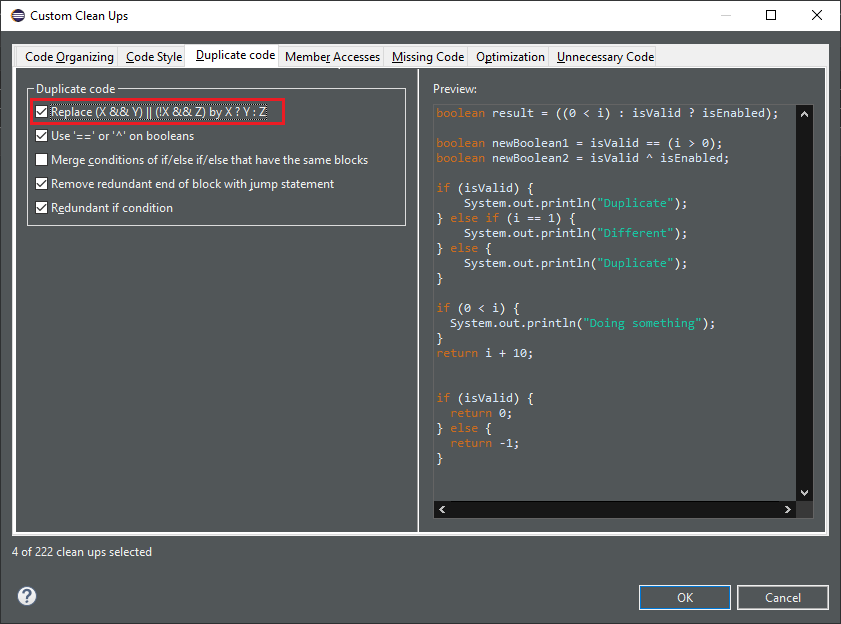 Custom Clean Ups
Code Organizing Code Style Duplicate code Member Accesses Missing Code Optimization Unnecessary Code
Duplicate code
Replace (X && Y) || (!X && Z) by X ? Y : Z
Use '==' or '^' on booleans
Merge conditions of if/else if/else that have the same blocks
Remove redundant end of block with jump statement
Redundant if condition
Preview:
boolean result = ((0 < i) : isValid ? isEnabled);
boolean newBoolean1 = isValid == (i > 0);
boolean newBoolean2 = isValid ^ isEnabled;
if (isValid) {
System.out.println("Duplicate");
} else if (i == 1) {
System.out.println("Different");
} else {
System.out.println("Duplicate");
}
if (0 < i) {
System.out.println("Doing something");
}
return i + 10;
if (isValid) {
return 0;
} else {
return -1;
}
4 of 222 clean ups selected
?
OK Cancel